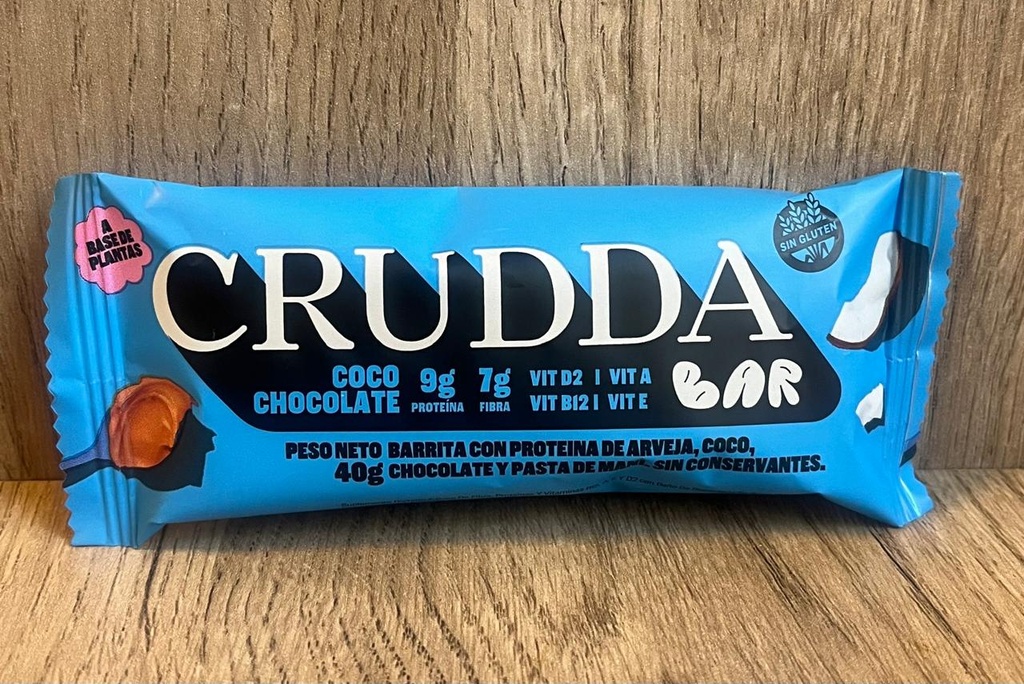 A
BASE DE
PLANTAS
CRUDDA
SIN GLUTEN
COCO
CHOCOLATE
9g
PROTEÍNA
7g
FIBRA
VIT D2 | VIT A
VIT B12 | VIT E
BAR
PESO NETO
40g
BARRITA CON PROTEINA DE ARVEJA, COCO,
CHOCOLATE Y PASTA DE MANÍ, SIN CONSERVANTES.